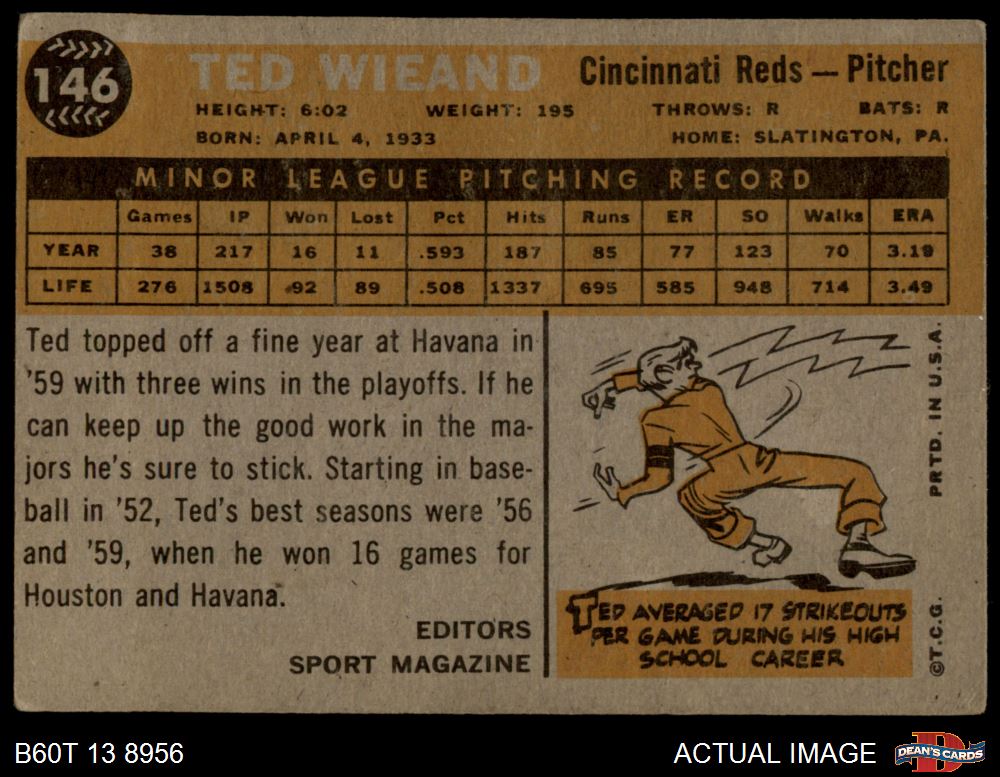 146
TED WIEAND Cincinnati Reds — Pitcher
HEIGHT: 6:02 WEIGHT: 195 THROWS: R BATS: R
BORN: APRIL 4, 1933 HOME: SLATINGTON, PA.
MINOR LEAGUE PITCHING RECORD
Games IP Won Lost Pct Hits Runs ER SO Walks ERA
YEAR 38 217 16 11 .593 187 85 77 123 70 3.19
LIFE 276 1508 92 89 .508 1337 695 585 948 714 3.49
Ted topped off a fine year at Havana in
'59 with three wins in the playoffs. If he
can keep up the good work in the ma-
jors he's sure to stick. Starting in base-
ball in '52, Ted's best seasons were '56
and '59, when he won 16 games for
Houston and Havana.
EDITORS
SPORT MAGAZINE
TED AVERAGED 17 STRIKEOUTS
PER GAME DURING HIS HIGH
SCHOOL CAREER
©T.C.G. PRTD. IN U.S.A.
B60T 13 8956 ACTUAL IMAGE
D
DEAN'S CARDS